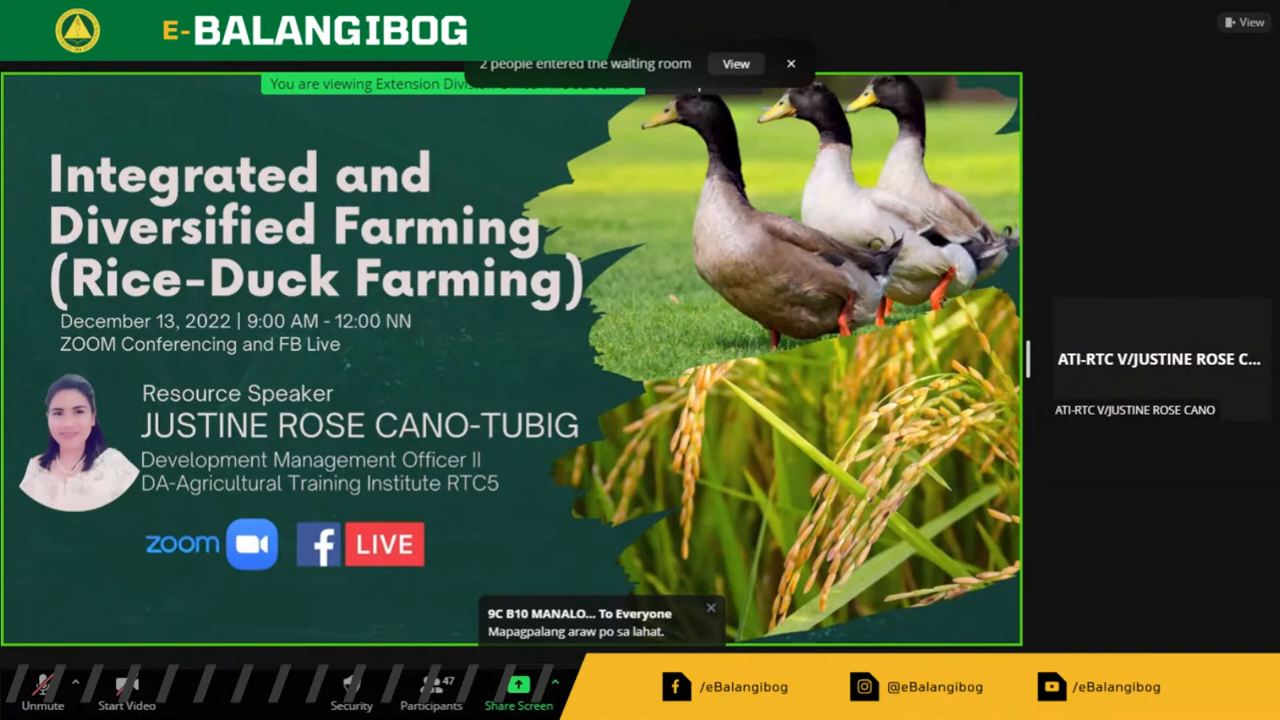 E-BALANGIBOG
View
2 people entered the waiting room
View
You are viewing Extension
Integrated and
Diversified Farming
(Rice-Duck Farming)
December 13, 2022 | 9:00 AM - 12:00 NN
ZOOM Conferencing and FB Live
Resource Speaker
JUSTINE ROSE CANO-TUBIG
Development Management Officer II
DA-Agricultural Training Institute RTC5
zoom
f LIVE
ATI-RTC V/JUSTINE ROSE C...
ATI-RTC V/JUSTINE ROSE CANO
9C B10 MANALO... To Everyone
Mapagpalang araw po sa lahat.
47
Unmute
Start Video
Security
Participants
Share Screen
/eBalangibog
@eBalangibog
/eBalangibog